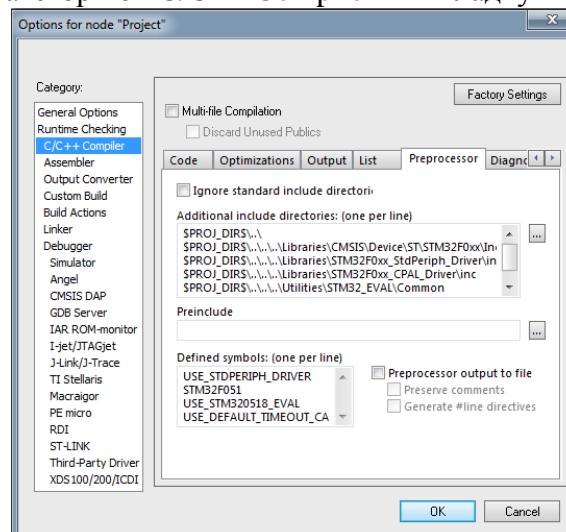 Options for node "Project"
Category:
General Options
Runtime Checking
C/C++ Compiler
Assembler
Output Converter
Custom Build
Build Actions
Linker
Debugger
Simulator
Angel
CMSIS DAP
GDB Server
IAR ROM-monitor
I-jet/JTAGjet
J-Link/J-Trace
TI Stellaris
Macraigor
PE micro
RDI
ST-LINK
Third-Party Driver
XDS100/200/ICDI
Factory Settings
Multi-file Compilation
Discard Unused Publics
Code Optimizations Output List Preprocessor Diagno
Ignore standard include directori
Additional include directories: (one per line)
$PROJ_DIR$\..\
$PROJ_DIR$\..\..\..\Libraries\CMSIS\Device\ST\STM32F0xx\In
$PROJ_DIR$\..\..\..\Libraries\STM32F0xx_StdPeriph_Driver\in
$PROJ_DIR$\..\..\..\Libraries\STM32F0xx_CPAL_Driver\inc
$PROJ_DIR$\..\..\..\Utilities\STM32_EVAL\Common
...
Preinclude
...
Defined symbols: (one per line)
USE_STDPERIPH_DRIVER
STM32F051
USE_STM320518_EVAL
USE_DEFAULT_TIMEOUT_CA
Preprocessor output to file
Preserve comments
Generate #line directives
OK Cancel